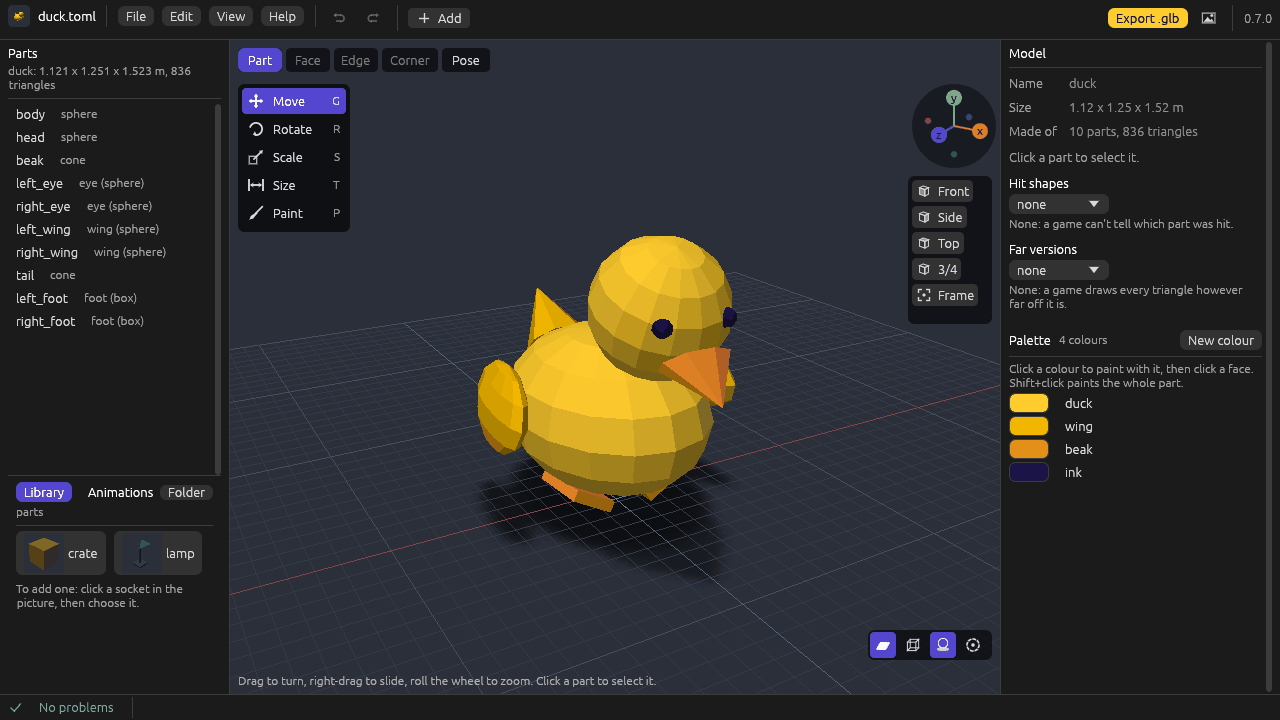 duck.toml File Edit View Help + Add Export .glb 0.7.0
Parts
duck: 1.121 x 1.251 x 1.523 m, 836
triangles
body sphere
head sphere
beak cone
left_eye eye (sphere)
right_eye eye (sphere)
left_wing wing (sphere)
right_wing wing (sphere)
tail cone
left_foot foot (box)
right_foot foot (box)
Library Animations Folder
parts
crate lamp
To add one: click a socket in the
picture, then choose it.
Part Face Edge Corner Pose
Move G
Rotate R
Scale S
Size T
Paint P
y
x
z
Front
Side
Top
3/4
Frame
Drag to turn, right-drag to slide, roll the wheel to zoom. Click a part to select it.
Model
Name duck
Size 1.12 x 1.25 x 1.52 m
Made of 10 parts, 836 triangles
Click a part to select it.
Hit shapes
none
None: a game can't tell which part was hit.
Far versions
none
None: a game draws every triangle however
far off it is.
Palette 4 colours New colour
Click a colour to paint with it, then click a face.
Shift+click paints the whole part.
duck
wing
beak
ink
No problems